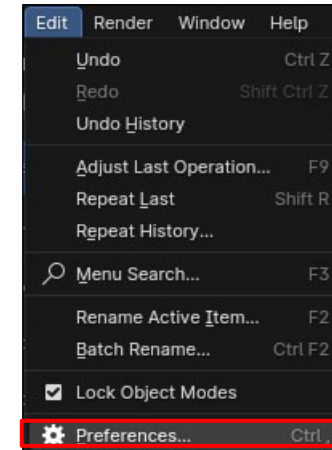 Edit Render Window Help
Undo Ctrl Z
Redo Shift Ctrl Z
Undo History
Adjust Last Operation... F9
Repeat Last Shift R
Repeat History...
Menu Search... F3
Rename Active Item... F2
Batch Rename... Ctrl F2
Lock Object Modes
Preferences... Ctrl ,